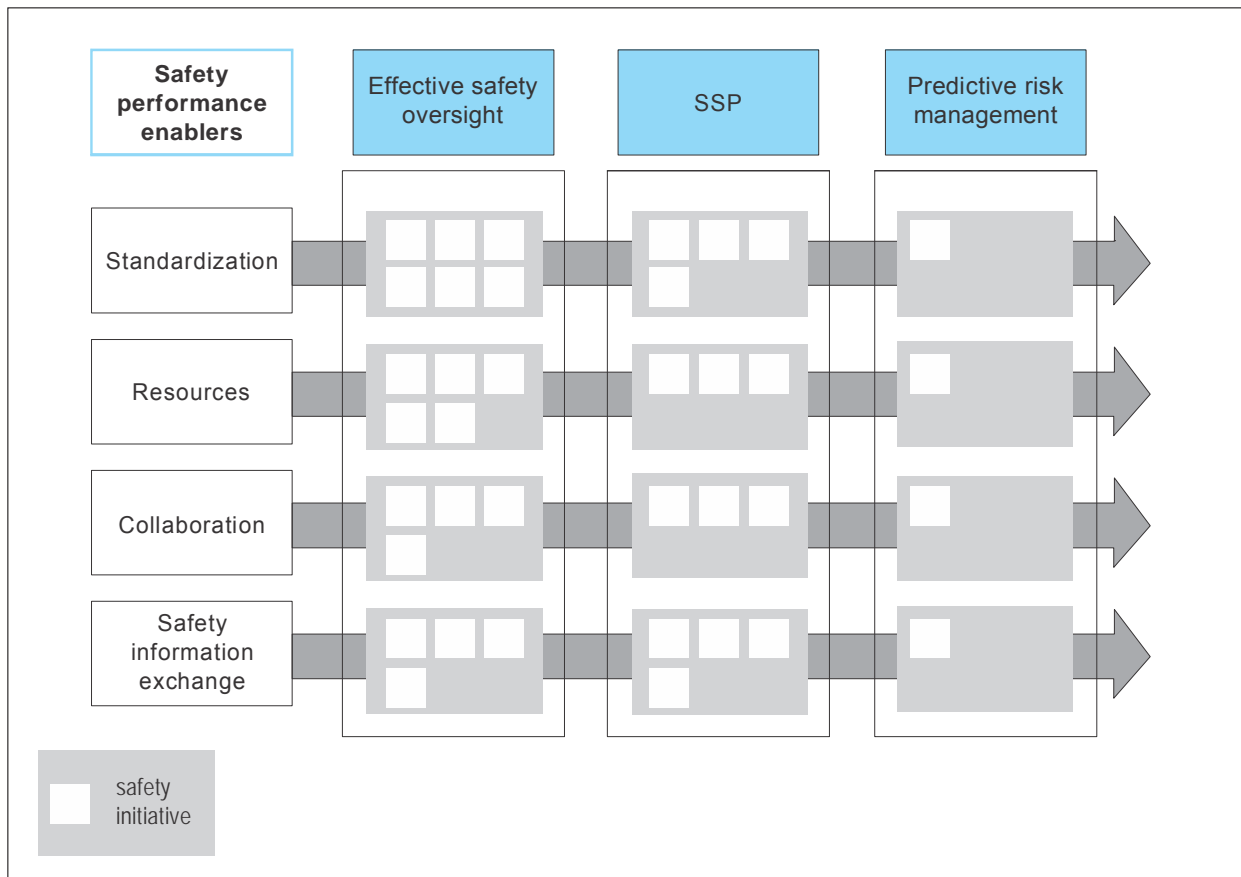 Safety
performance
enablers
Effective safety
oversight
SSP
Predictive risk
management
Standardization
Resources
Collaboration
Safety
information
exchange
safety
initiative